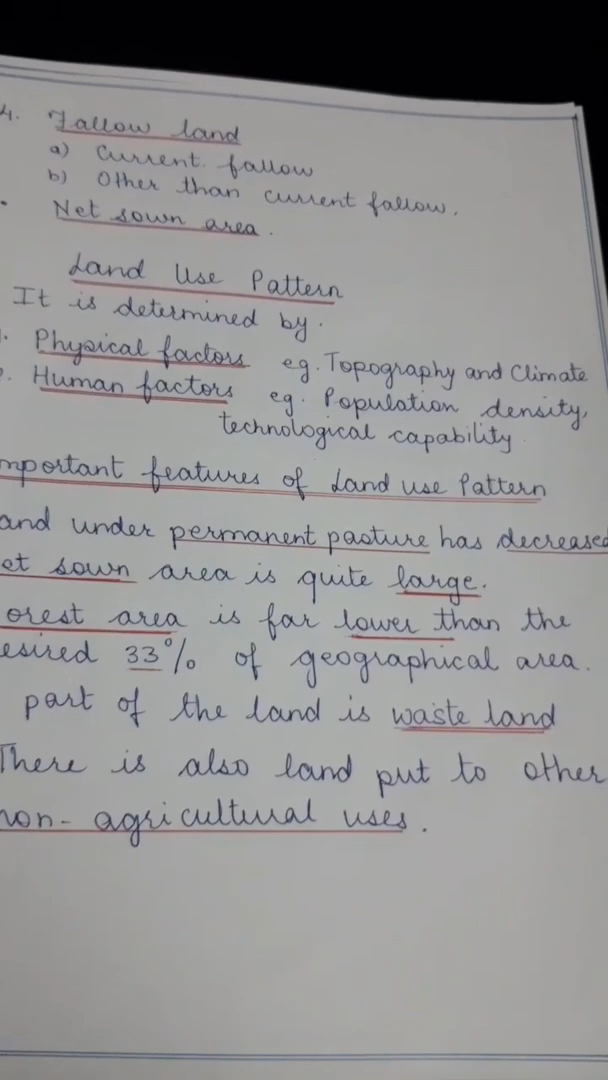 4. Fallow land
a) Current fallow
b) Other than current fallow.
Net sown area.
Land Use Pattern
It is determined by.
Physical factors eg. Topography and Climate
Human factors eg. Population density,
technological capability.
mportant features of Land use Pattern
and under permanent pasture has decreased
et sown area is quite large.
orest area is far lower than the
esired 33% of geographical area.
part of the land is waste land
There is also land put to other
non-agricultural uses.